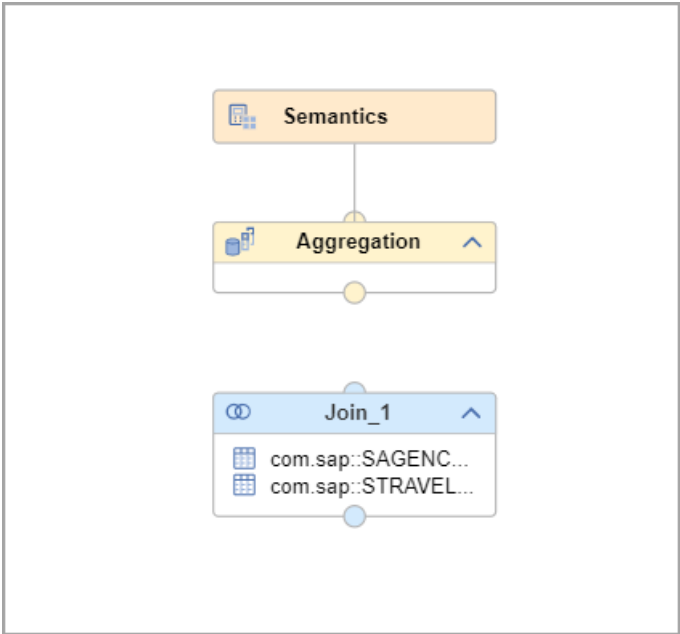 Semantics
Aggregation
Join_1
com.sap::SAGENC...
com.sap::STRAVEL...